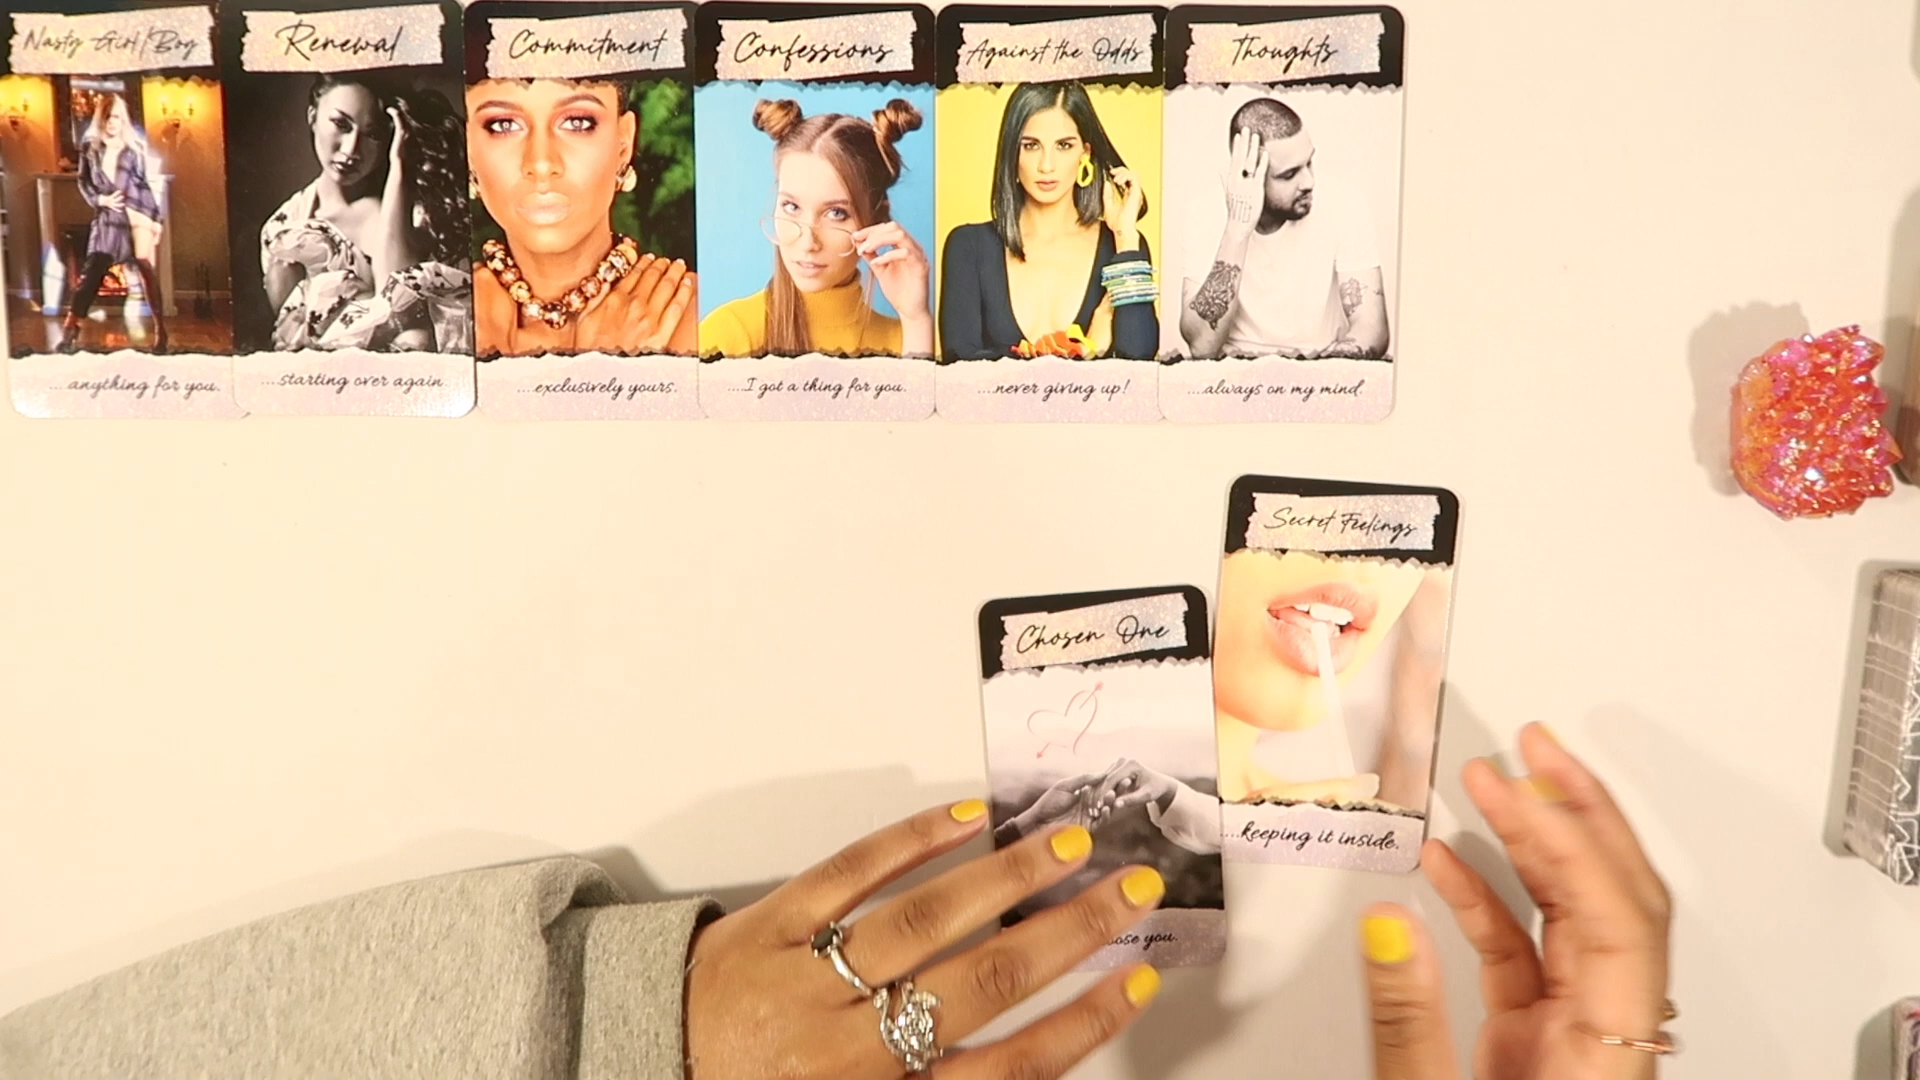 Nasty Girl/Boy
....anything for you.
Renewal
....starting over again.
Commitment
....exclusively yours.
Confessions
....I got a thing for you.
Against the Odds
....never giving up!
Thoughts
....always on my mind.
Secret Feelings
....keeping it inside.
Chosen One
you.